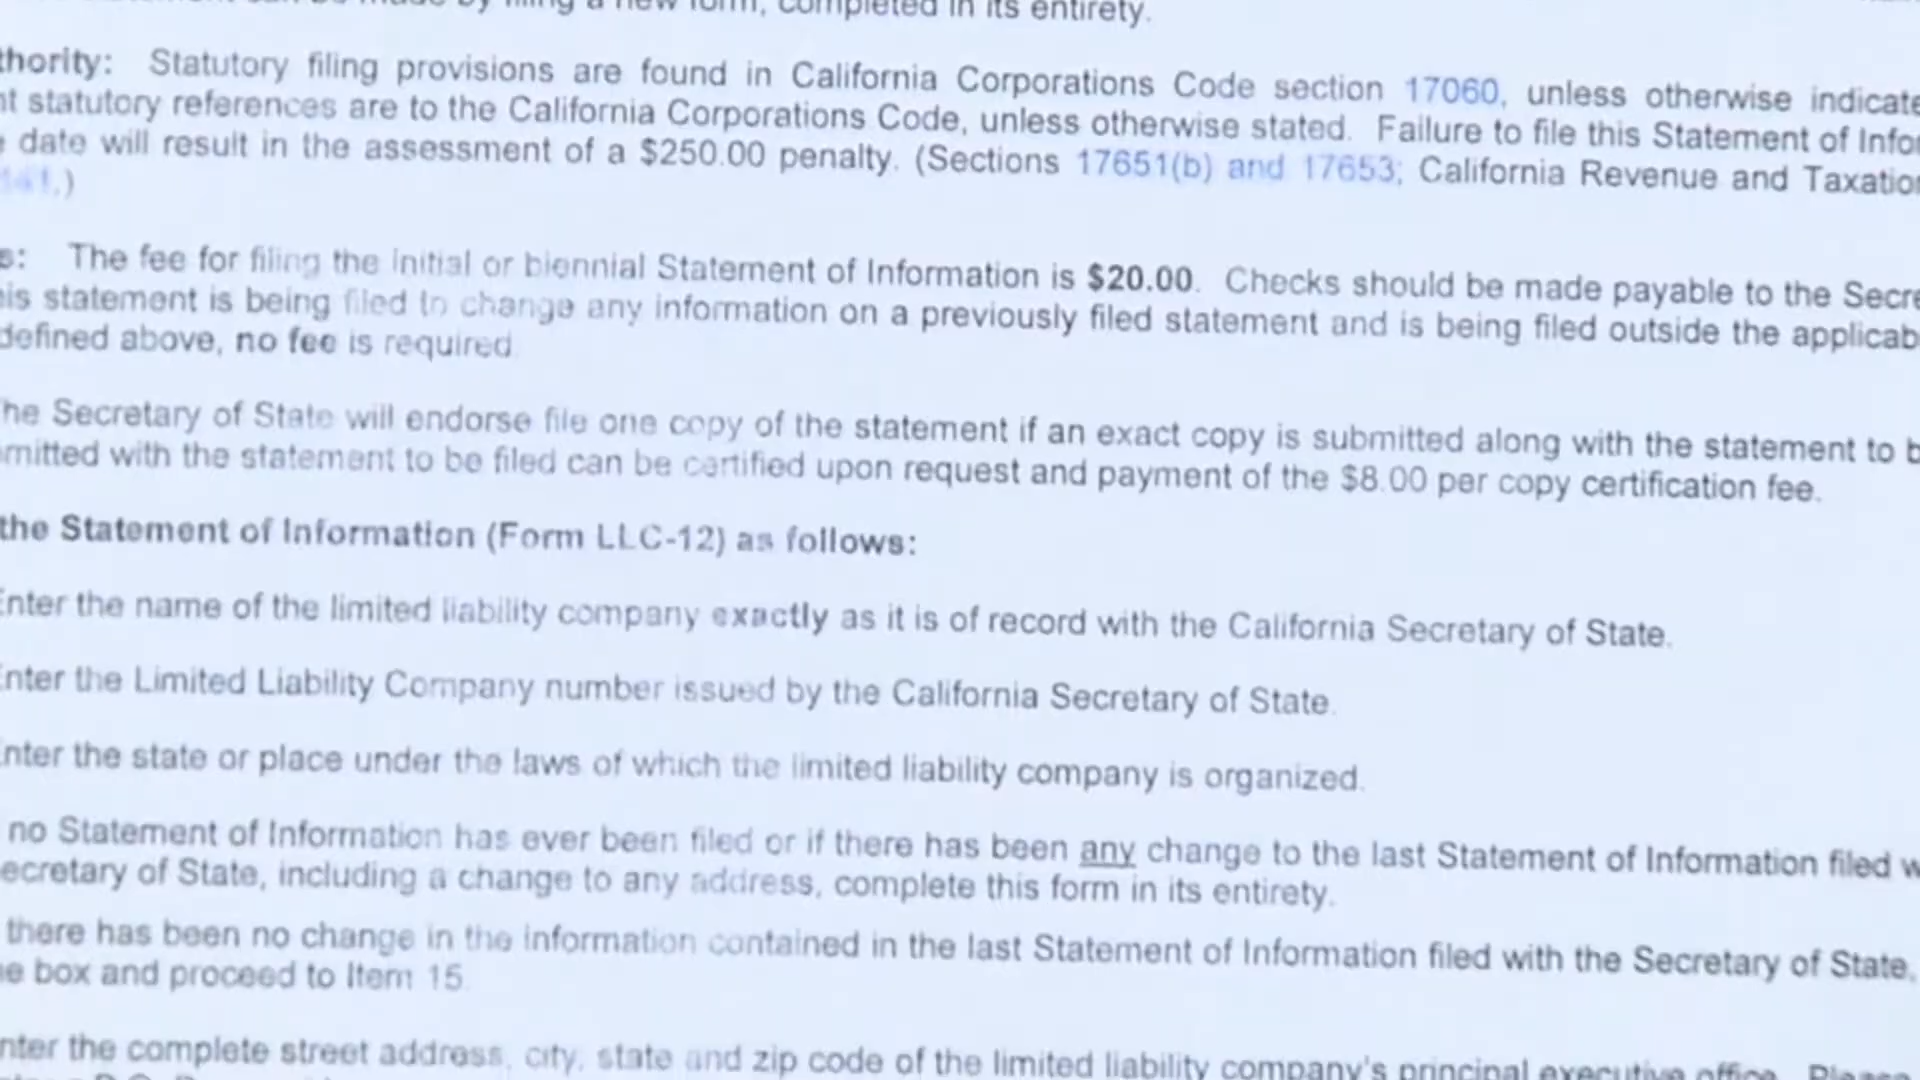 by filing a new form, completed in its entirety.
thority: Statutory filing provisions are found in California Corporations Code section 17060, unless otherwise indicate
nt statutory references are to the California Corporations Code, unless otherwise stated. Failure to file this Statement of Infor
e date will result in the assessment of a $250.00 penalty. (Sections 17651(b) and 17653; California Revenue and Taxation
141.)
s: The fee for filing the initial or biennial Statement of Information is $20.00. Checks should be made payable to the Secre
is statement is being filed to change any information on a previously filed statement and is being filed outside the applicab
defined above, no fee is required.
he Secretary of State will endorse file one copy of the statement if an exact copy is submitted along with the statement to b
mitted with the statement to be filed can be certified upon request and payment of the $8.00 per copy certification fee.
the Statement of Information (Form LLC-12) as follows:
Enter the name of the limited liability company exactly as it is of record with the California Secretary of State.
Enter the Limited Liability Company number issued by the California Secretary of State.
Enter the state or place under the laws of which the limited liability company is organized.
no Statement of Information has ever been filed or if there has been any change to the last Statement of Information filed w
ecretary of State, including a change to any address, complete this form in its entirety.
there has been no change in the information contained in the last Statement of Information filed with the Secretary of State,
e box and proceed to Item 15.
nter the complete street address, city, state and zip code of the limited liability company's principal executive office. Please